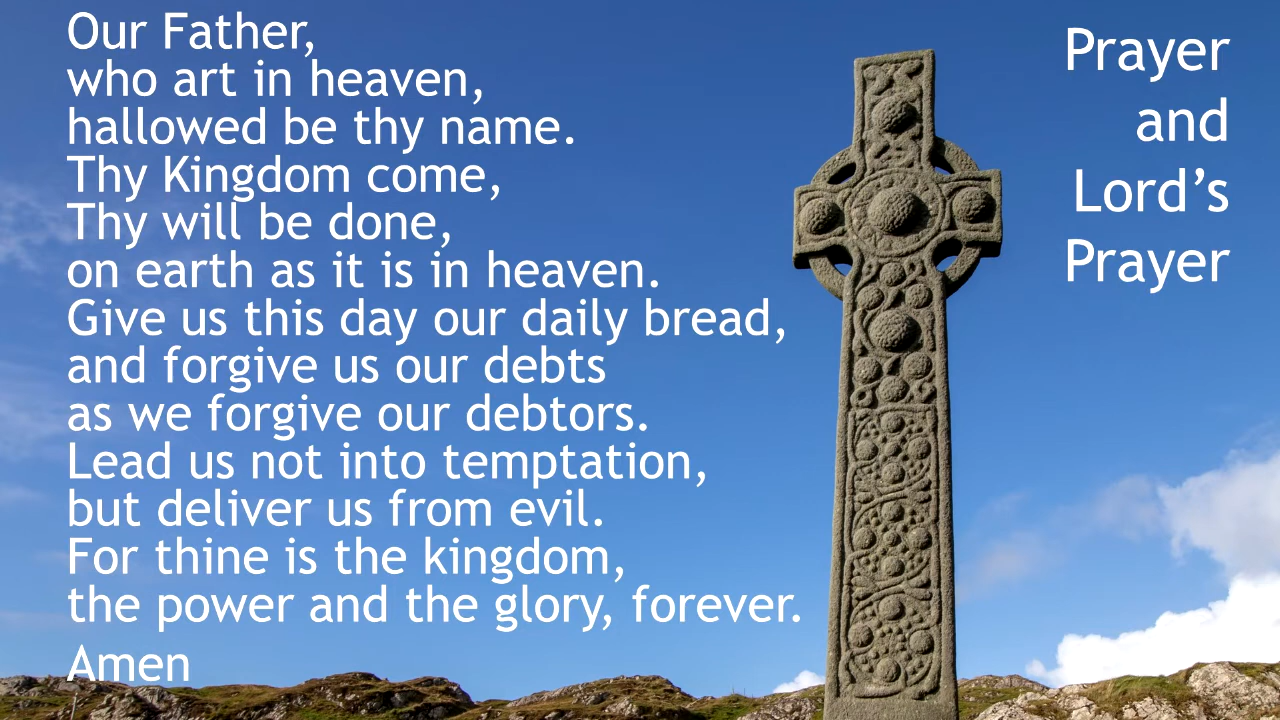 Our Father,
who art in heaven,
hallowed be thy name.
Thy Kingdom come,
Thy will be done,
on earth as it is in heaven.
Give us this day our daily bread,
and forgive us our debts
as we forgive our debtors.
Lead us not into temptation,
but deliver us from evil.
For thine is the kingdom,
the power and the glory, forever.
Amen
Prayer
and
Lord’s
Prayer